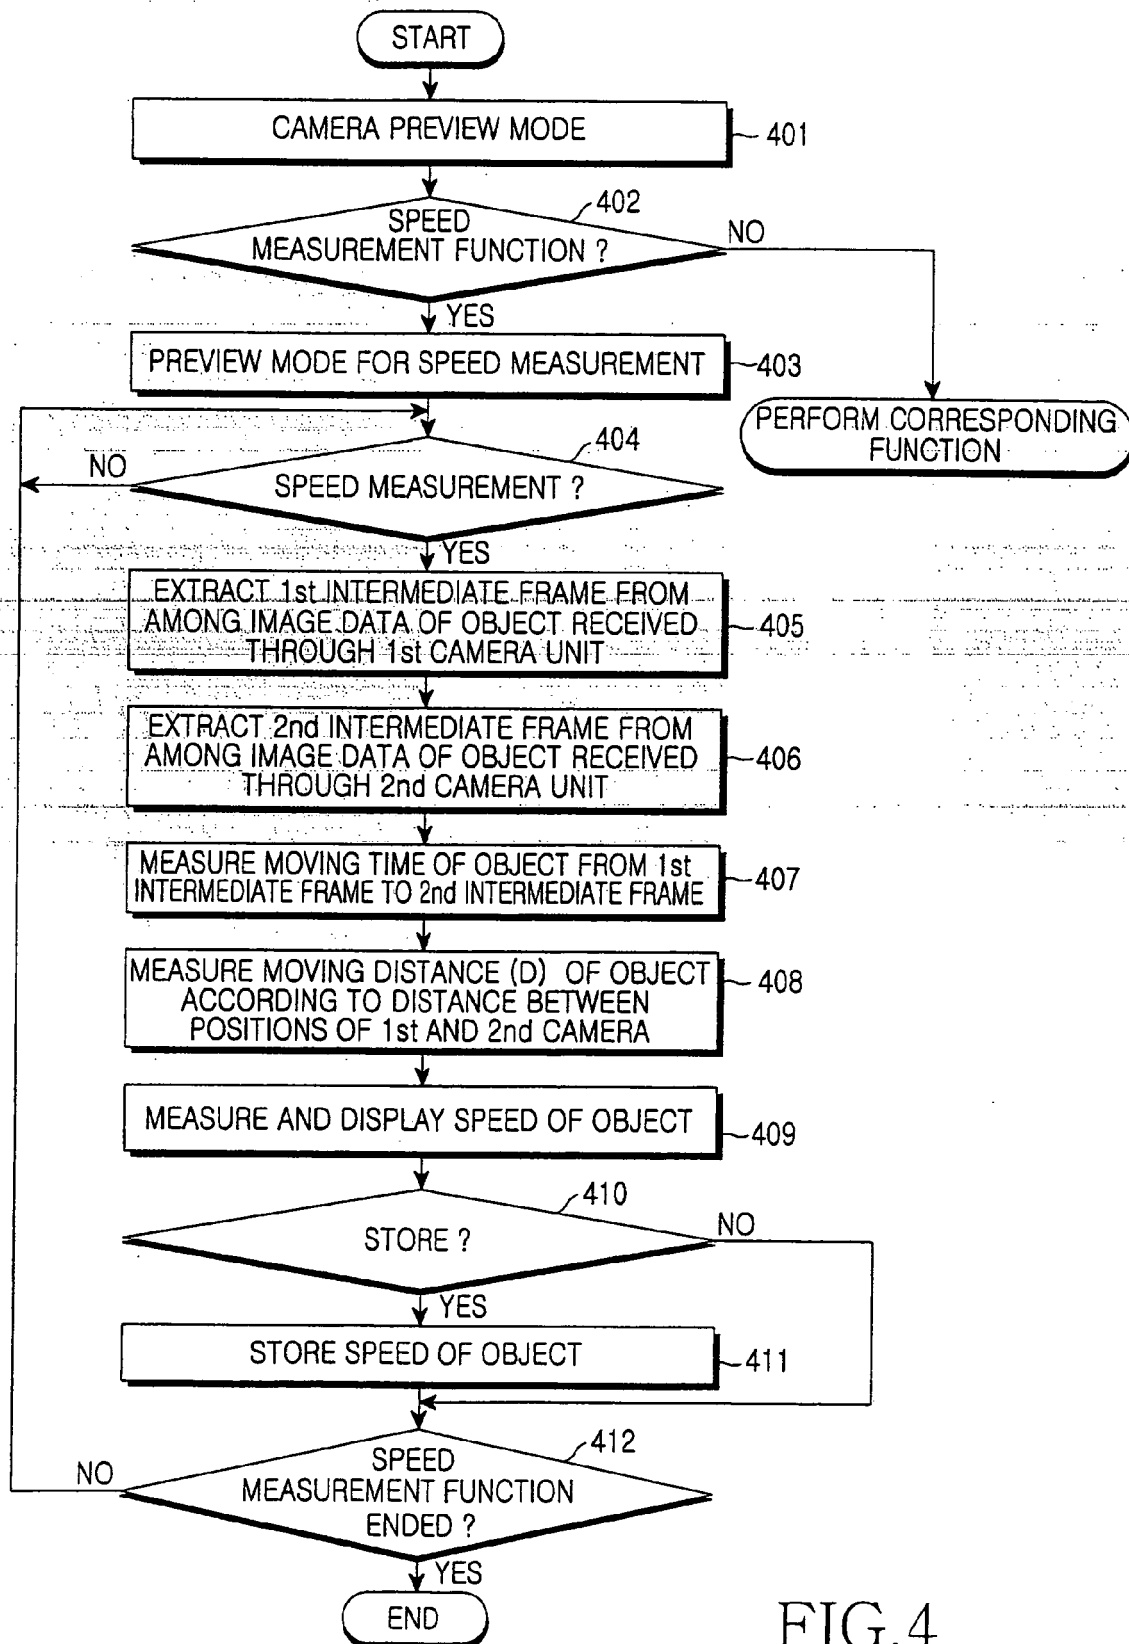 START
CAMERA PREVIEW MODE
401
402
SPEED
MEASUREMENT FUNCTION ?
NO
YES
PREVIEW MODE FOR SPEED MEASUREMENT
403
PERFORM CORRESPONDING
FUNCTION
404
NO
SPEED MEASUREMENT ?
YES
EXTRACT 1st INTERMEDIATE FRAME FROM
AMONG IMAGE DATA OF OBJECT RECEIVED
THROUGH 1st CAMERA UNIT
405
EXTRACT 2nd INTERMEDIATE FRAME FROM
AMONG IMAGE DATA OF OBJECT RECEIVED
THROUGH 2nd CAMERA UNIT
406
MEASURE MOVING TIME OF OBJECT FROM 1st
INTERMEDIATE FRAME TO 2nd INTERMEDIATE FRAME
407
MEASURE MOVING DISTANCE (D) OF OBJECT
ACCORDING TO DISTANCE BETWEEN
POSITIONS OF 1st AND 2nd CAMERA
408
MEASURE AND DISPLAY SPEED OF OBJECT
409
410
STORE ?
NO
YES
STORE SPEED OF OBJECT
411
412
SPEED
MEASUREMENT FUNCTION
ENDED ?
NO
YES
END
FIG.4